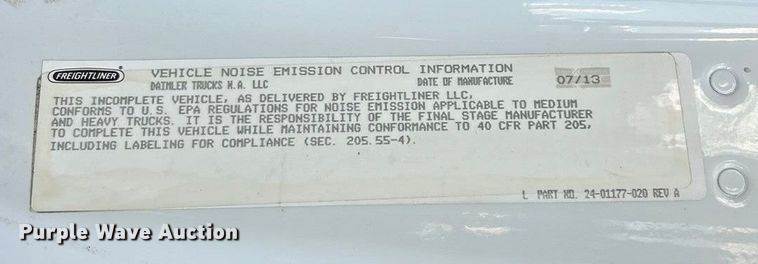 FREIGHTLINER
VEHICLE NOISE EMISSION CONTROL INFORMATION
DAIMLER TRUCKS N.A. LLC DATE OF MANUFACTURE 07/13
THIS INCOMPLETE VEHICLE, AS DELIVERED BY FREIGHTLINER LLC,
CONFORMS TO U.S. EPA REGULATIONS FOR NOISE EMISSION APPLICABLE TO MEDIUM
AND HEAVY TRUCKS. IT IS THE RESPONSIBILITY OF THE FINAL STAGE MANUFACTURER
TO COMPLETE THIS VEHICLE WHILE MAINTAINING CONFORMANCE TO 40 CFR PART 205,
INCLUDING LABELING FOR COMPLIANCE (SEC. 205.55-4).
L PART NO. 24-01177-020 REV A
Purple Wave Auction